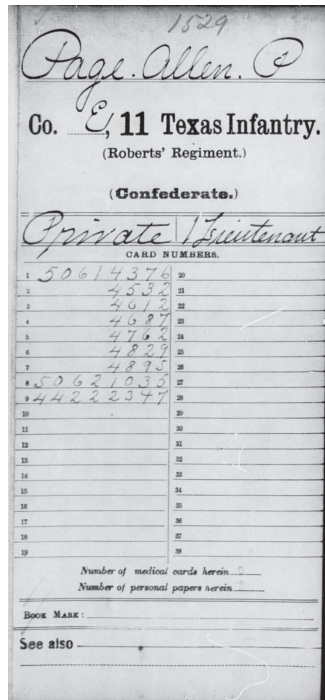 1529
Page. Allen. P
Co. E, 11 Texas Infantry.
(Roberts' Regiment.)
(Confederate.)
Private | 1 Lieutenant
CARD NUMBERS.
1 50614376 20
2 4532 21
3 4612 22
4 4687 23
5 4762 24
6 4829 25
7 4895 26
8 50621035 27
9 44222347 28
10 29
11 30
12 31
13 32
14 33
15 34
16 35
17 36
18 37
19 38
Number of medical cards herein
Number of personal papers herein
BOOK MARK:
See also